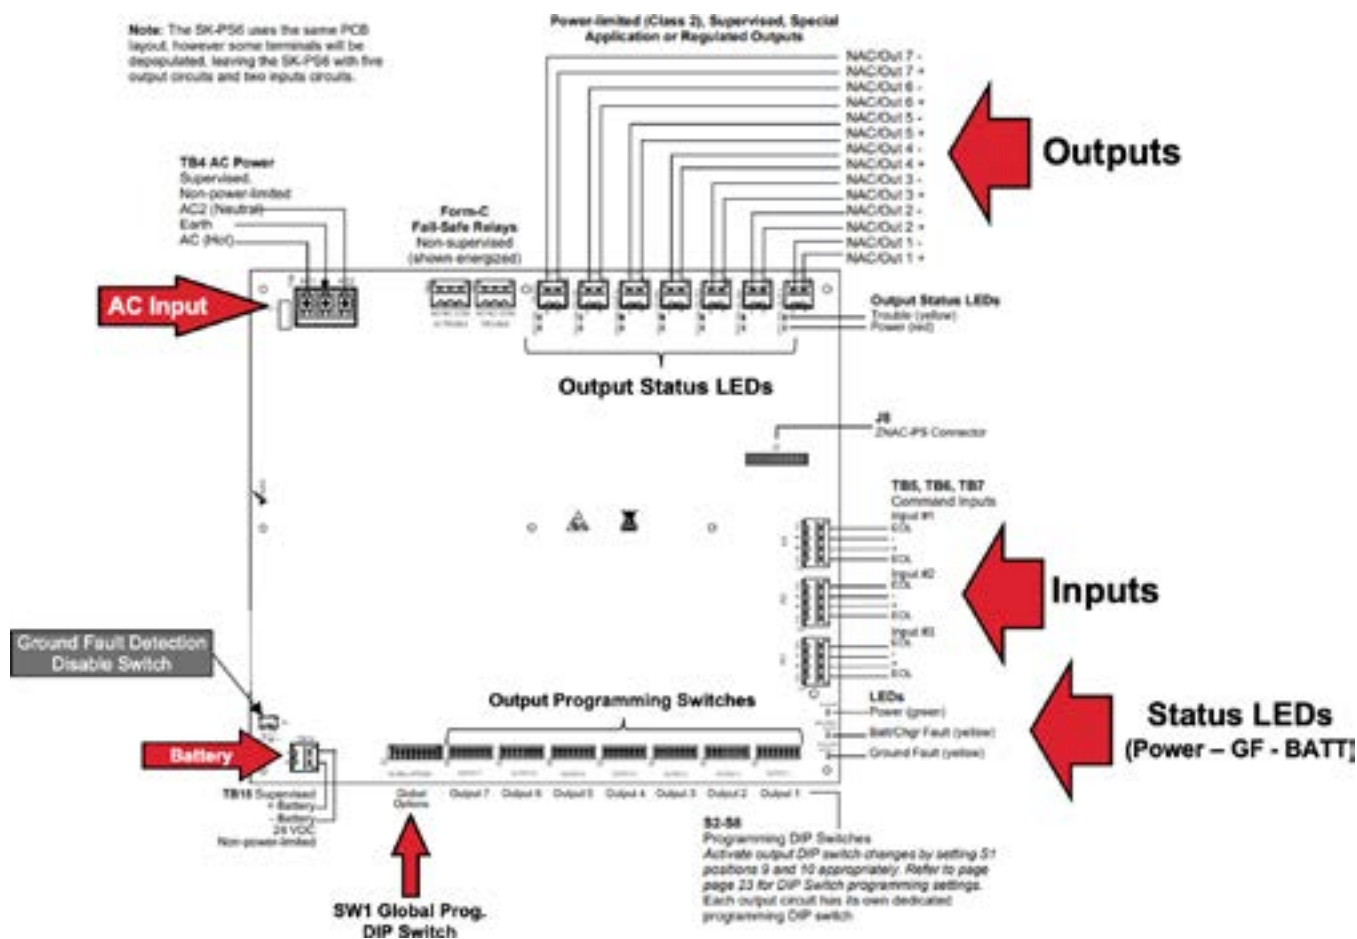 Note: The SK-PS6 uses the same PCB
layout, however some terminals will be
depopulated, leaving the SK-PS6 with five
output circuits and two inputs circuits.
Power-limited (Class 2), Supervised, Special
Application or Regulated Outputs
NAC/Out 7 -
NAC/Out 7 +
NAC/Out 6 -
NAC/Out 6 +
NAC/Out 5 -
NAC/Out 5 +
NAC/Out 4 -
NAC/Out 4 +
NAC/Out 3 -
NAC/Out 3 +
NAC/Out 2 -
NAC/Out 2 +
NAC/Out 1 -
NAC/Out 1 +
Outputs
TB4 AC Power
Supervised,
Non-power-limited
AC2 (Neutral)
Earth
AC (Hot)
Form-C
Fail-Safe Relays
Non-supervised
(shown energized)
AC Input
Output Status LEDs
Trouble (yellow)
Power (red)
Output Status LEDs
ZNAC-PS Connector
TB5, TB6, TB7
Command Inputs
Input #1
EOL
-
+
EOL
Input #2
EOL
-
+
EOL
Input #3
EOL
-
+
EOL
Inputs
Ground Fault Detection
Disable Switch
Output Programming Switches
LEDs
Power (green)
Batt/Chgr Fault (yellow)
Ground Fault (yellow)
Status LEDs
(Power – GF - BATT)
Battery
TB15 Supervised
+ Battery
- Battery
24 VDC
Non-power-limited
Global
Options
Output 7
Output 6
Output 5
Output 4
Output 3
Output 2
Output 1
S2-S8
Programming DIP Switches
Activate output DIP switch changes by setting S1
positions 9 and 10 appropriately. Refer to page
page 23 for DIP Switch programming settings.
Each output circuit has its own dedicated
programming DIP switch
SW1 Global Prog.
DIP Switch